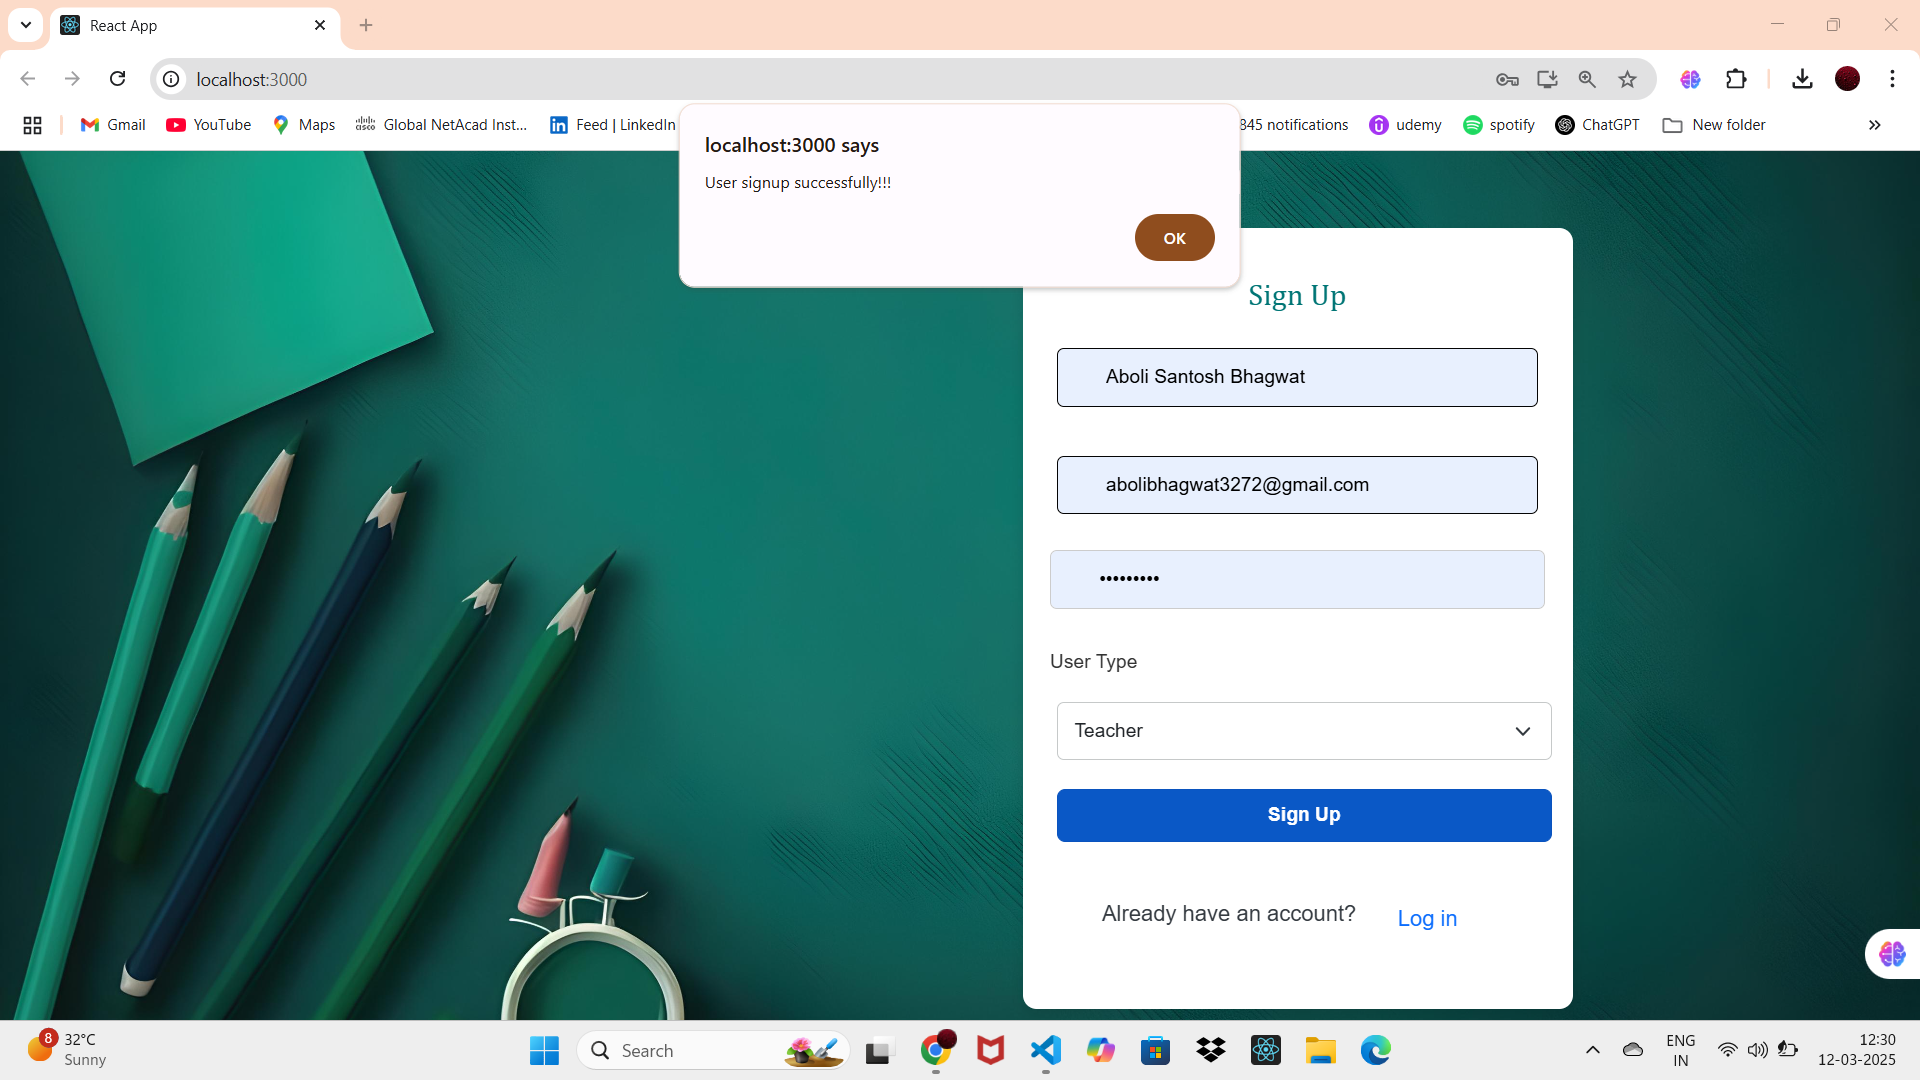 React App
localhost:3000
Gmail
YouTube
Maps
Global NetAcad Inst...
Feed | LinkedIn
845 notifications
udemy
spotify
ChatGPT
New folder
localhost:3000 says
User signup successfully!!!
OK
Sign Up
Aboli Santosh Bhagwat
abolibhagwat3272@gmail.com
•••••••••
User Type
Teacher
Sign Up
Already have an account? Log in
8
32°C
Sunny
Search
ENG
IN
12:30
12-03-2025